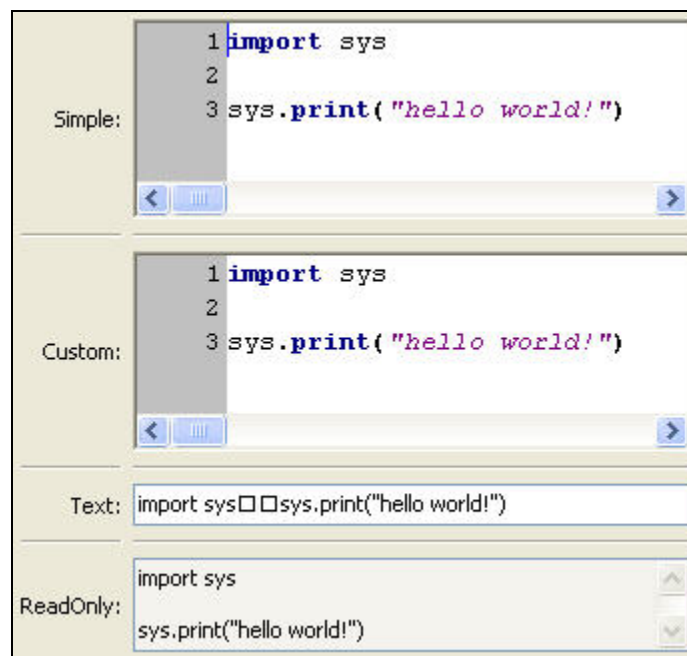 Simple:
1 import sys
2
3 sys.print("hello world!")
Custom:
1 import sys
2
3 sys.print("hello world!")
Text: import sys□□sys.print("hello world!")
ReadOnly:
import sys
sys.print("hello world!")